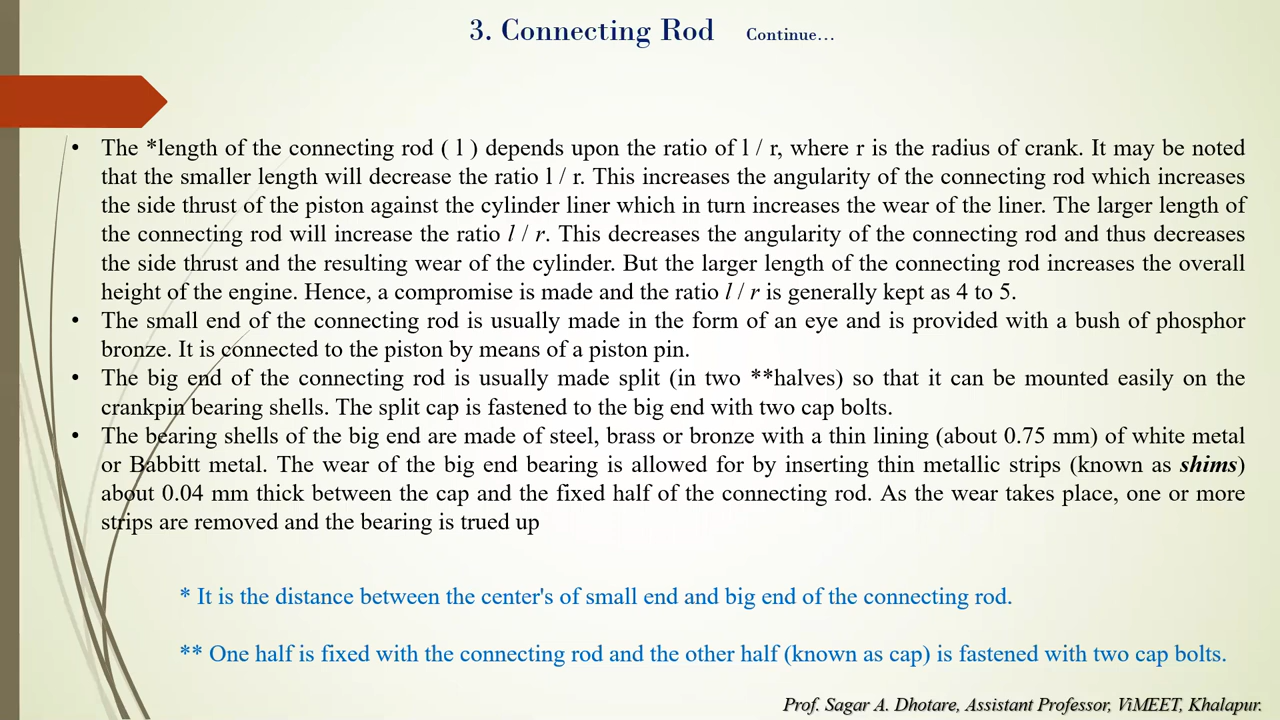 3. Connecting Rod Continue…
• The *length of the connecting rod ( l ) depends upon the ratio of l / r, where r is the radius of crank. It may be noted
that the smaller length will decrease the ratio l / r. This increases the angularity of the connecting rod which increases
the side thrust of the piston against the cylinder liner which in turn increases the wear of the liner. The larger length of
the connecting rod will increase the ratio l / r. This decreases the angularity of the connecting rod and thus decreases
the side thrust and the resulting wear of the cylinder. But the larger length of the connecting rod increases the overall
height of the engine. Hence, a compromise is made and the ratio l / r is generally kept as 4 to 5.
• The small end of the connecting rod is usually made in the form of an eye and is provided with a bush of phosphor
bronze. It is connected to the piston by means of a piston pin.
• The big end of the connecting rod is usually made split (in two **halves) so that it can be mounted easily on the
crankpin bearing shells. The split cap is fastened to the big end with two cap bolts.
• The bearing shells of the big end are made of steel, brass or bronze with a thin lining (about 0.75 mm) of white metal
or Babbitt metal. The wear of the big end bearing is allowed for by inserting thin metallic strips (known as shims)
about 0.04 mm thick between the cap and the fixed half of the connecting rod. As the wear takes place, one or more
strips are removed and the bearing is trued up
* It is the distance between the center's of small end and big end of the connecting rod.
** One half is fixed with the connecting rod and the other half (known as cap) is fastened with two cap bolts.
Prof. Sagar A. Dhotare, Assistant Professor, ViMEET, Khalapur.